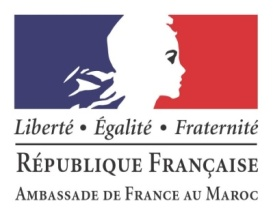 Liberté • Égalité • Fraternité
RÉPUBLIQUE FRANÇAISE
AMBASSADE DE FRANCE AU MAROC